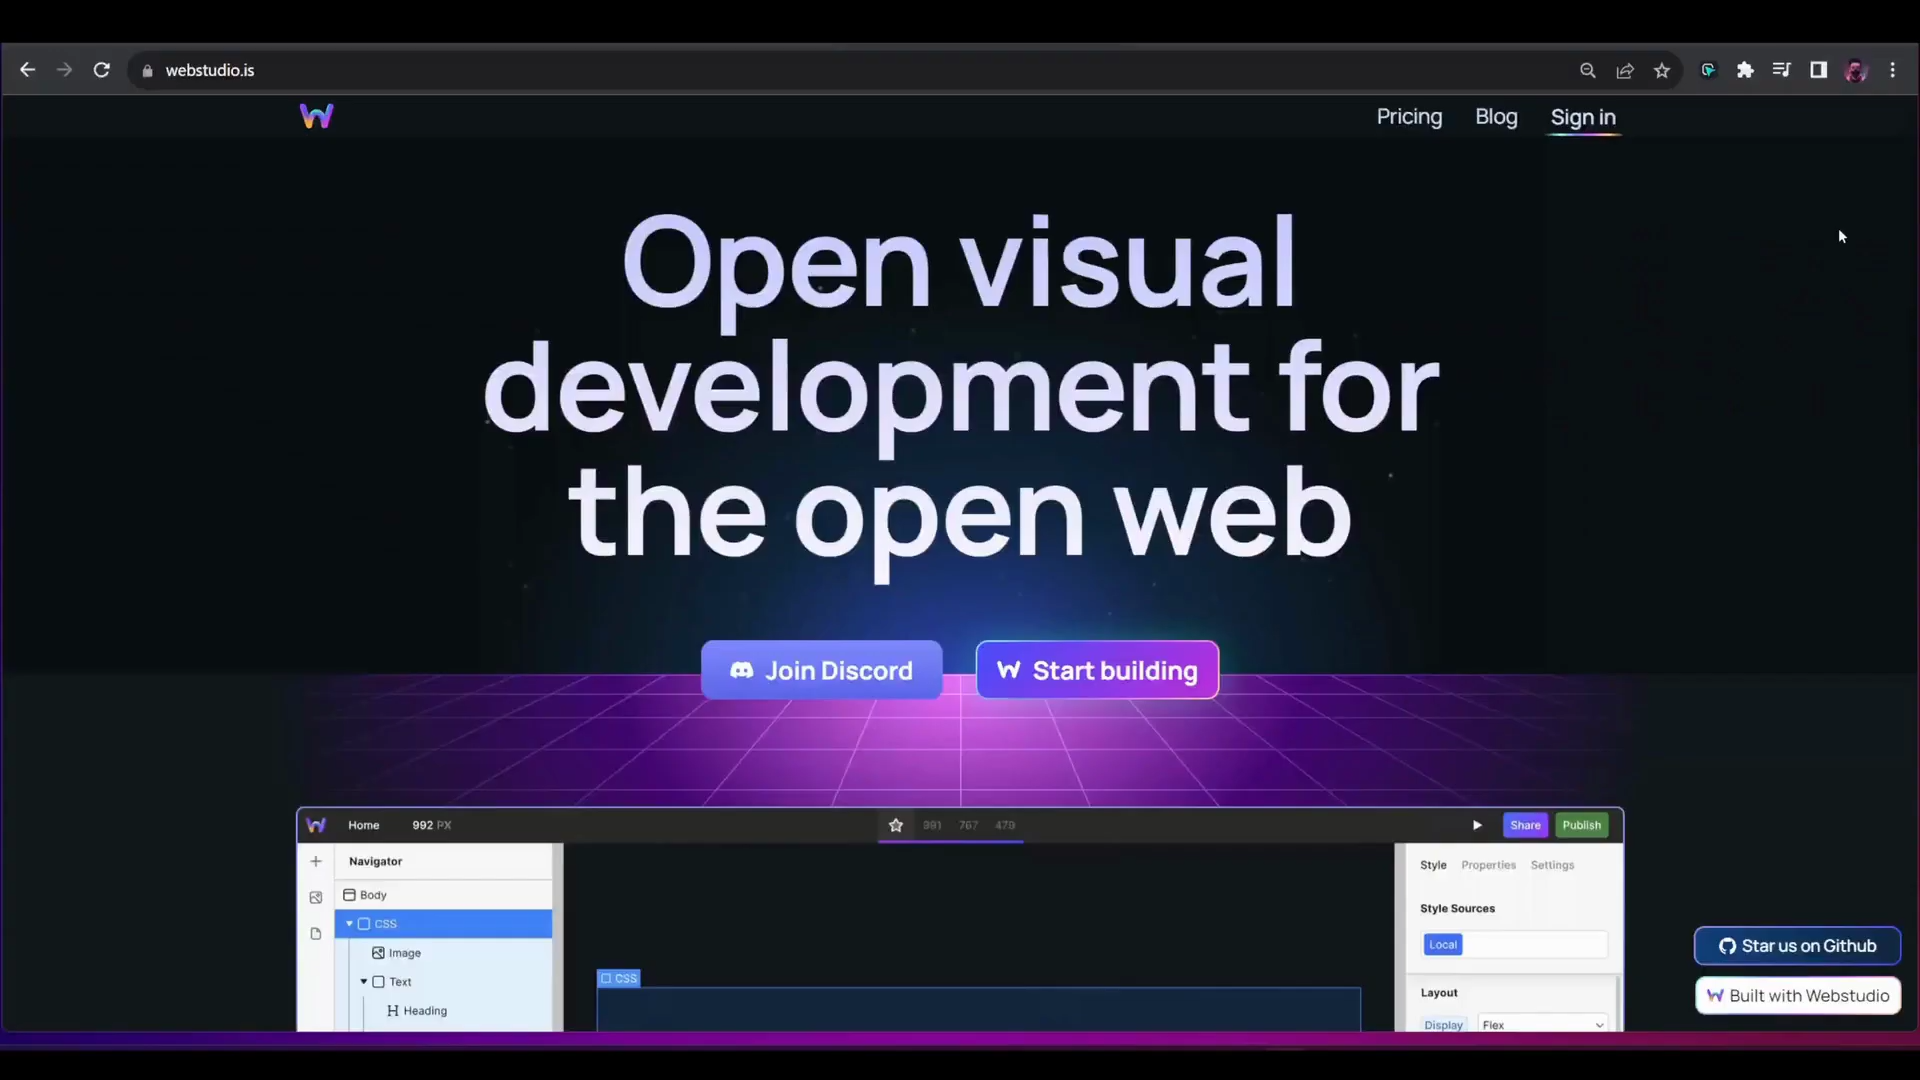 webstudio.is
Pricing Blog Sign in
Open visual
development for
the open web
Join Discord
Start building
Home 992 PX 991 767 479 Share Publish
Navigator
Body
CSS
Image
Text
Heading
CSS
Style Properties Settings
Style Sources
Local
Layout
Display Flex
Star us on Github
Built with Webstudio